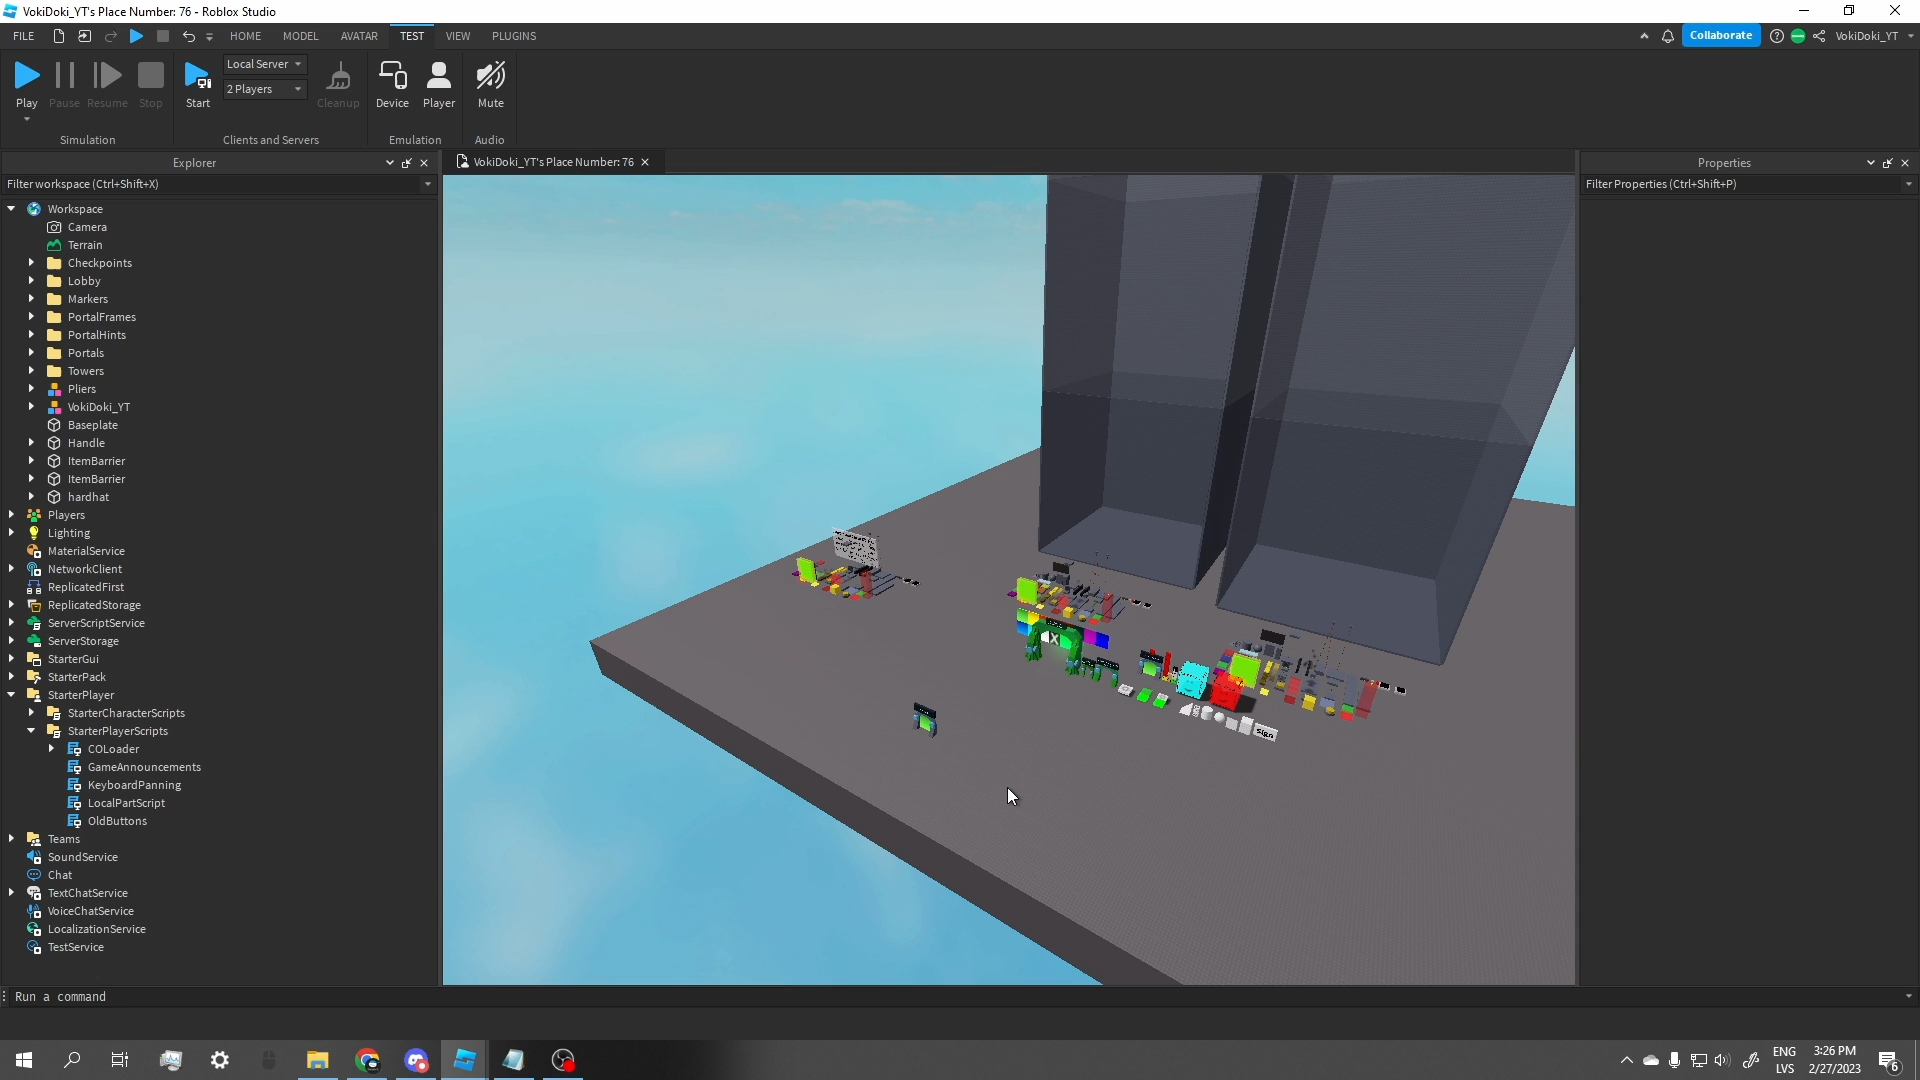 VokiDoki_YT's Place Number: 76 - Roblox Studio
FILE HOME MODEL AVATAR TEST VIEW PLUGINS Collaborate VokiDoki_YT
Play Pause Resume Stop Start Local Server 2 Players Cleanup Device Player Mute
Simulation Clients and Servers Emulation Audio
Explorer
VokiDoki_YT's Place Number: 76
Properties
Filter workspace (Ctrl+Shift+X)
Filter Properties (Ctrl+Shift+P)
Workspace
Camera
Terrain
Checkpoints
Lobby
Markers
PortalFrames
PortalHints
Portals
Towers
Pliers
VokiDoki_YT
Baseplate
Handle
ItemBarrier
ItemBarrier
hardhat
Players
Lighting
MaterialService
NetworkClient
ReplicatedFirst
ReplicatedStorage
ServerScriptService
ServerStorage
StarterGui
StarterPack
StarterPlayer
StarterCharacterScripts
StarterPlayerScripts
COLoader
GameAnnouncements
KeyboardPanning
LocalPartScript
OldButtons
Teams
SoundService
Chat
TextChatService
VoiceChatService
LocalizationService
TestService
X
Sign
Run a command
ENG
LVS
3:26 PM
2/27/2023
6